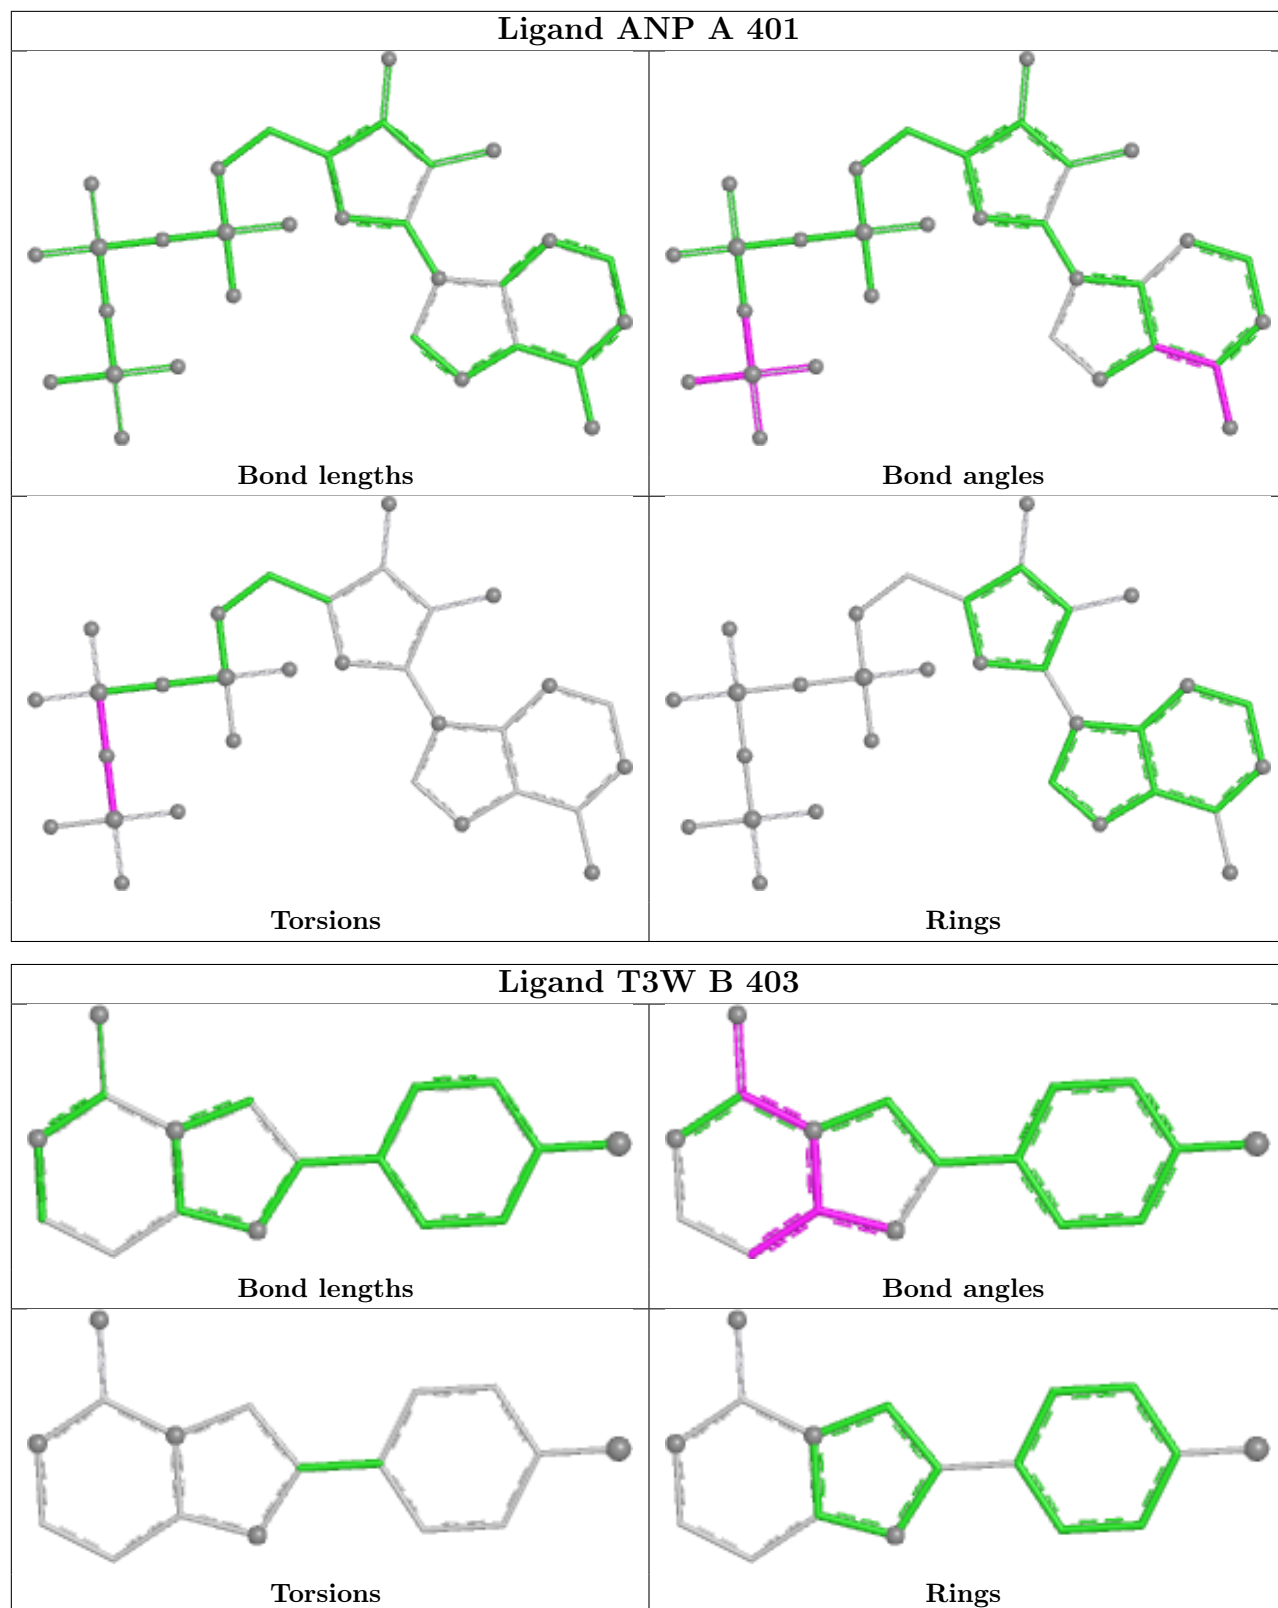 Ligand ANP A 401
Bond lengths
Bond angles
Torsions
Rings
Ligand T3W B 403
Bond lengths
Bond angles
Torsions
Rings